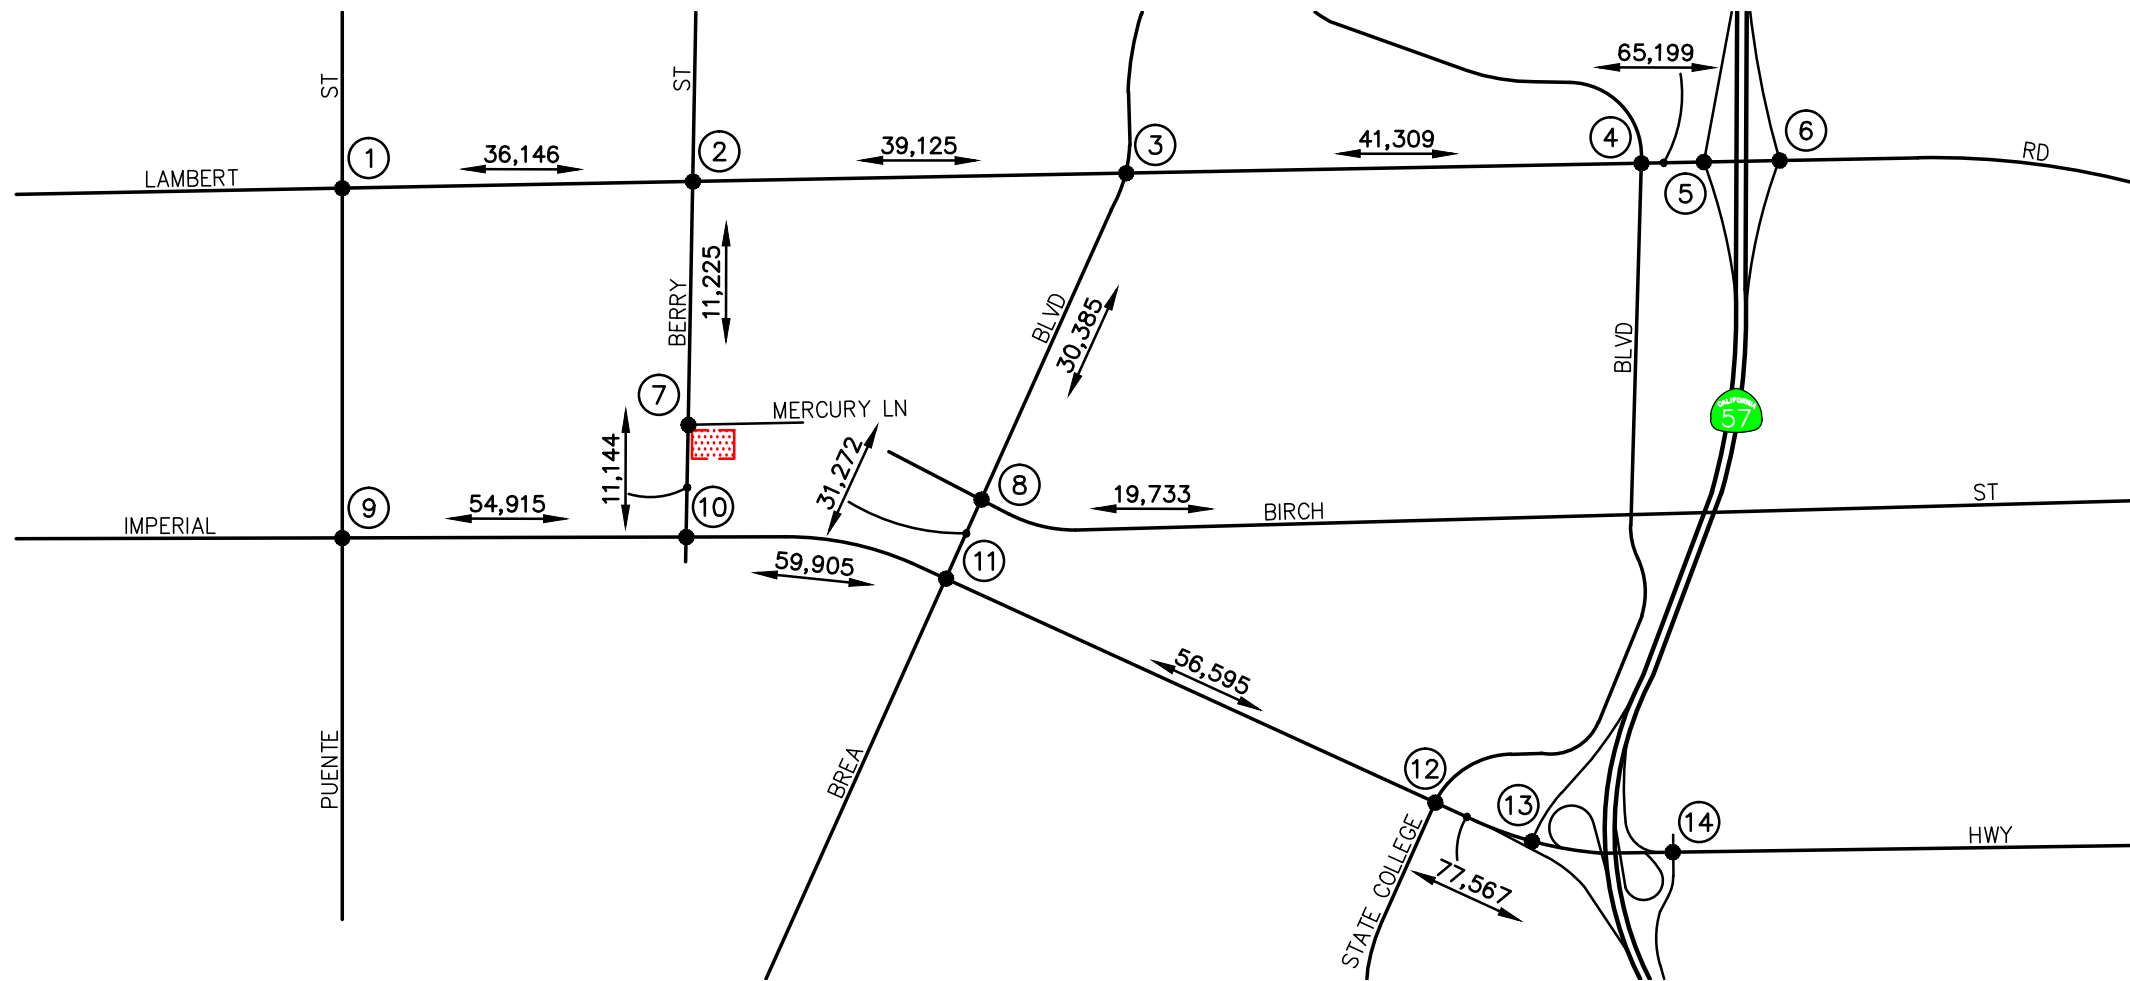 ST
ST
65,199
1
36,146
2
39,125
3
41,309
4
5
6
RD
LAMBERT
BERRY
11,225
BLVD
30,385
BLVD
CALIFORNIA
57
7
MERCURY LN
11,144
31,272
8
19,733
BIRCH
ST
9
54,915
10
IMPERIAL
59,905
11
56,595
PUENTE
BREA
12
13
14
HWY
STATE COLLEGE
77,567